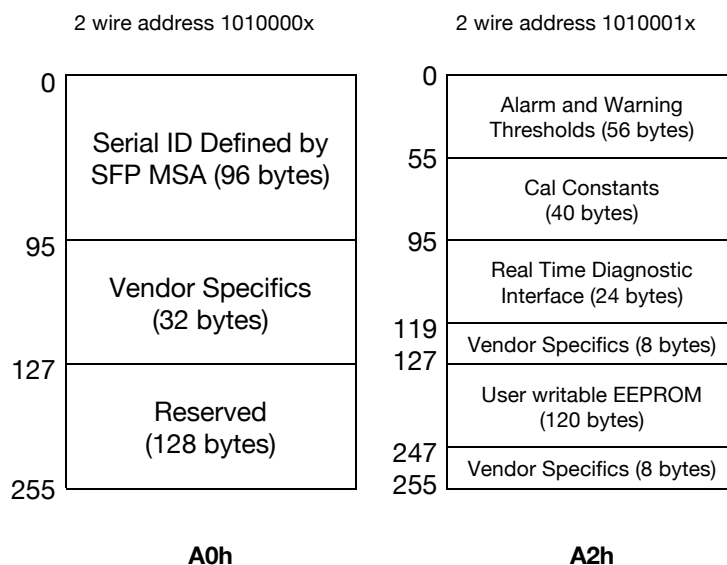 2 wire address 1010000x
0
Serial ID Defined by
SFP MSA (96 bytes)
95
Vendor Specifics
(32 bytes)
127
Reserved
(128 bytes)
255
A0h
2 wire address 1010001x
0
Alarm and Warning
Thresholds (56 bytes)
55
Cal Constants
(40 bytes)
95
Real Time Diagnostic
Interface (24 bytes)
119
Vendor Specifics (8 bytes)
127
User writable EEPROM
(120 bytes)
247
Vendor Specifics (8 bytes)
255
A2h